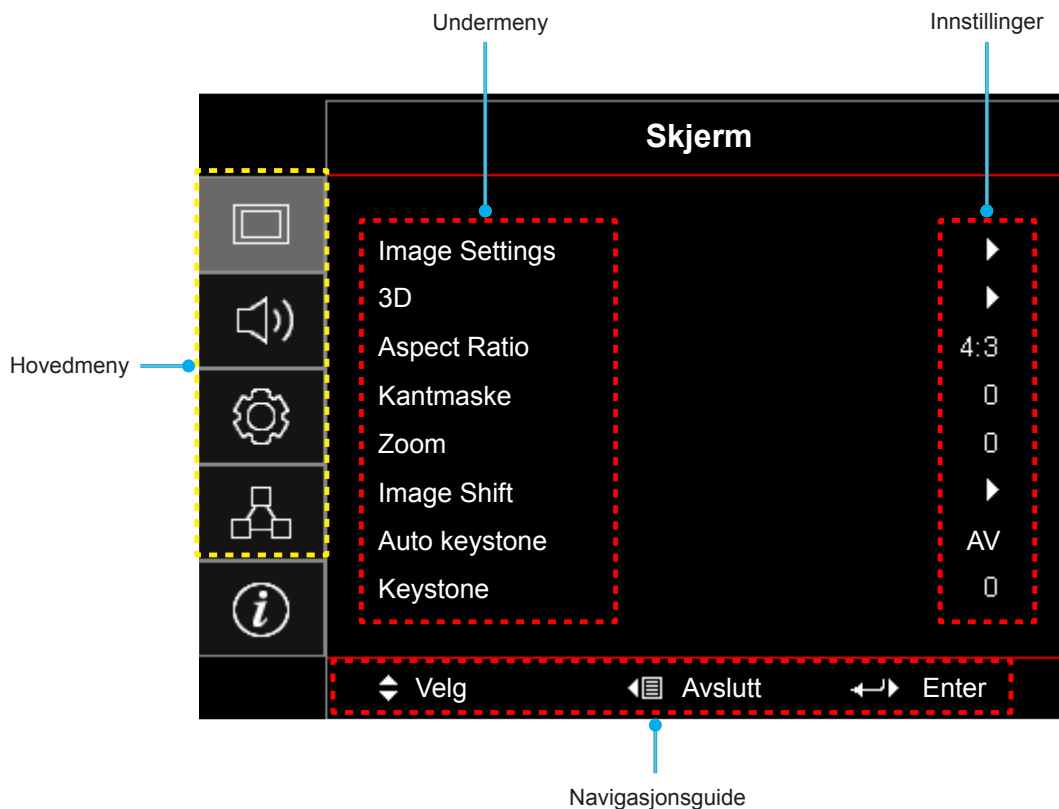 Undermeny
Innstillinger
Skjerm
Hovedmeny
Image Settings
3D
Aspect Ratio 4:3
Kantmaske 0
Zoom 0
Image Shift
Auto keystone AV
Keystone 0
i
Velg Avslutt Enter
Navigasjonsguide